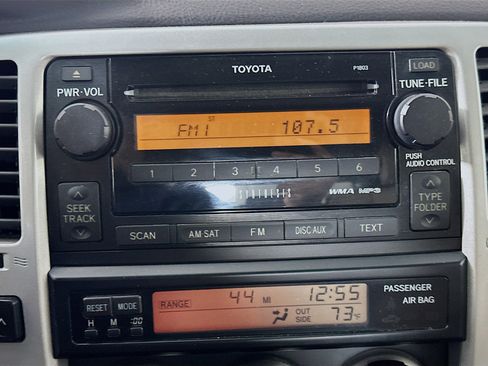 TOYOTA P1803 LOAD
PWR·VOL TUNE·FILE
ST
FM1 107.5
1 2 3 4 5 6
PUSH
AUDIO CONTROL
SYNTHESIS WMA MP3
SEEK
TRACK
TYPE
FOLDER
SCAN AM SAT FM DISC·AUX TEXT
RESET MODE RANGE 44 MI 12:55 PASSENGER
AIR BAG
H M :00 OUT
SIDE 73°F